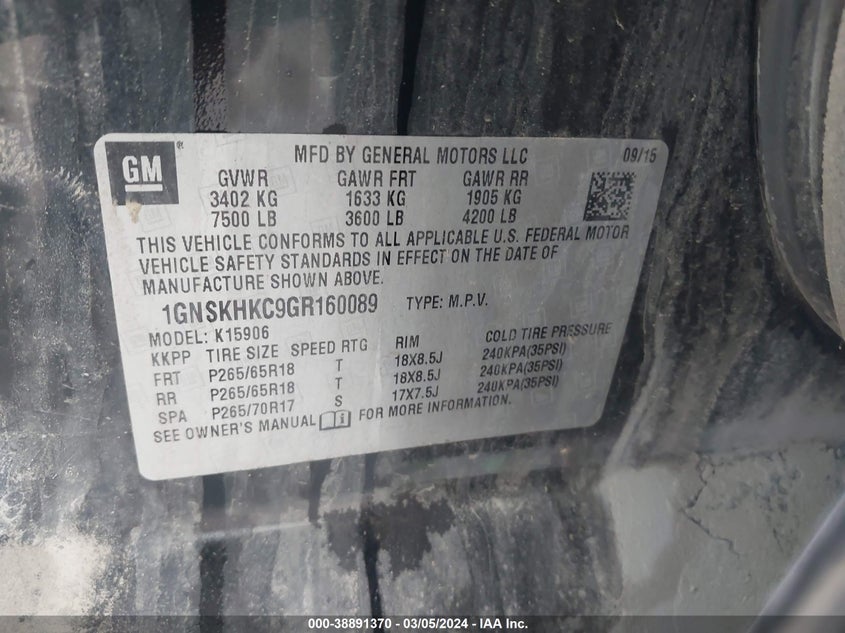 GM ®
MFD BY GENERAL MOTORS LLC 09/15
GVWR GAWR FRT GAWR RR
3402 KG 1633 KG 1905 KG
7500 LB 3600 LB 4200 LB
THIS VEHICLE CONFORMS TO ALL APPLICABLE U.S. FEDERAL MOTOR
VEHICLE SAFETY STANDARDS IN EFFECT ON THE DATE OF
MANUFACTURE SHOWN ABOVE.
1GNSKHKC9GR160089 TYPE: M.P.V.
MODEL: K15906
KKPP TIRE SIZE SPEED RTG RIM COLD TIRE PRESSURE
FRT P265/65R18 T 18X8.5J 240KPA(35PSI)
RR P265/65R18 T 18X8.5J 240KPA(35PSI)
SPA P265/70R17 S 17X7.5J 240KPA(35PSI)
SEE OWNER'S MANUAL FOR MORE INFORMATION.
000-38891370 — 03/05/2024 — IAA Inc.